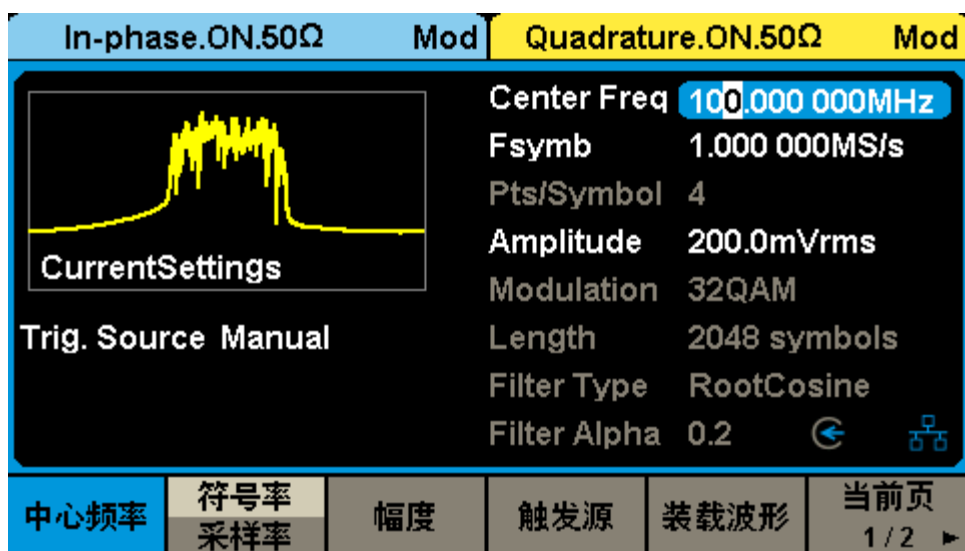 In-phase.ON.50Ω Mod
Quadrature.ON.50Ω Mod
CurrentSettings
Trig. Source Manual
Center Freq 100.000 000MHz
Fsymb 1.000 000MS/s
Pts/Symbol 4
Amplitude 200.0mVrms
Modulation 32QAM
Length 2048 symbols
Filter Type RootCosine
Filter Alpha 0.2
中心频率
符号率
采样率
幅度
触发源
装载波形
当前页
1/2 ►